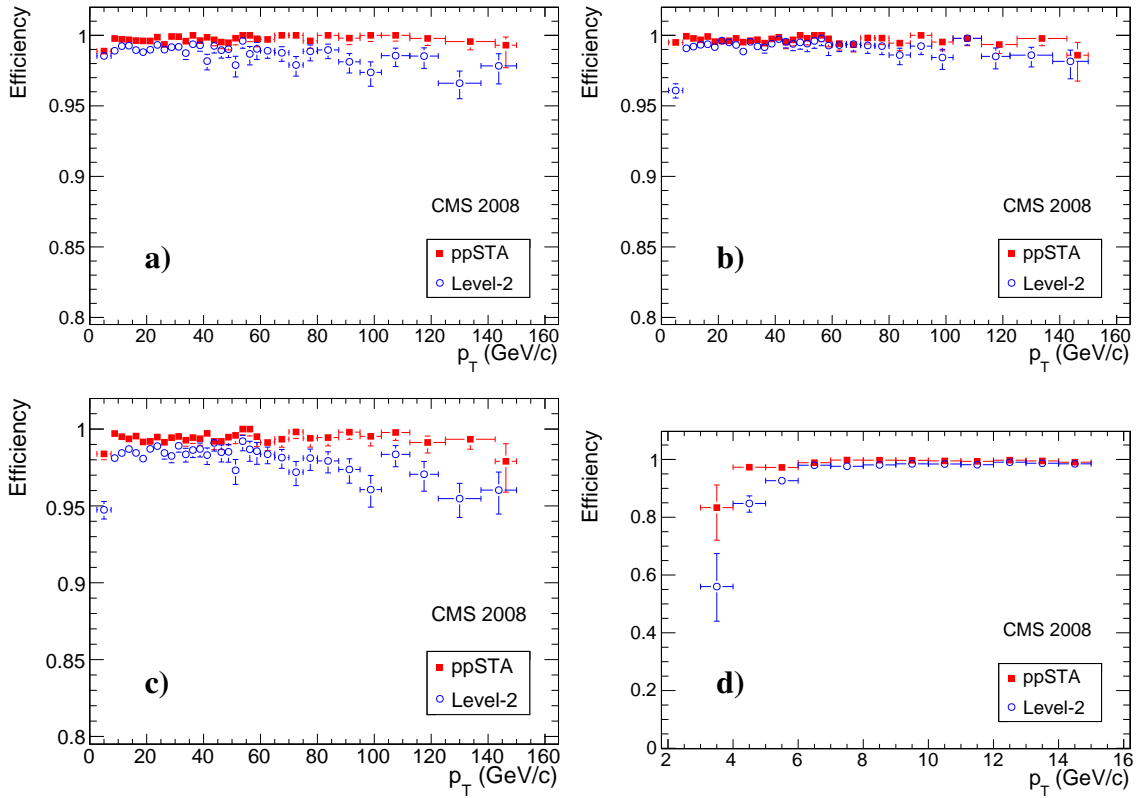 Efficiency
1
0.95
0.9
0.85
0.8
CMS 2008
a)
ppSTA
Level-2
0 20 40 60 80 100 120 140 160
p_T (GeV/c)
Efficiency
1
0.95
0.9
0.85
0.8
CMS 2008
b)
ppSTA
Level-2
0 20 40 60 80 100 120 140 160
p_T (GeV/c)
Efficiency
1
0.95
0.9
0.85
0.8
CMS 2008
c)
ppSTA
Level-2
0 20 40 60 80 100 120 140 160
p_T (GeV/c)
Efficiency
1
0.8
0.6
0.4
0.2
0
CMS 2008
d)
ppSTA
Level-2
2 4 6 8 10 12 14 16
p_T (GeV/c)